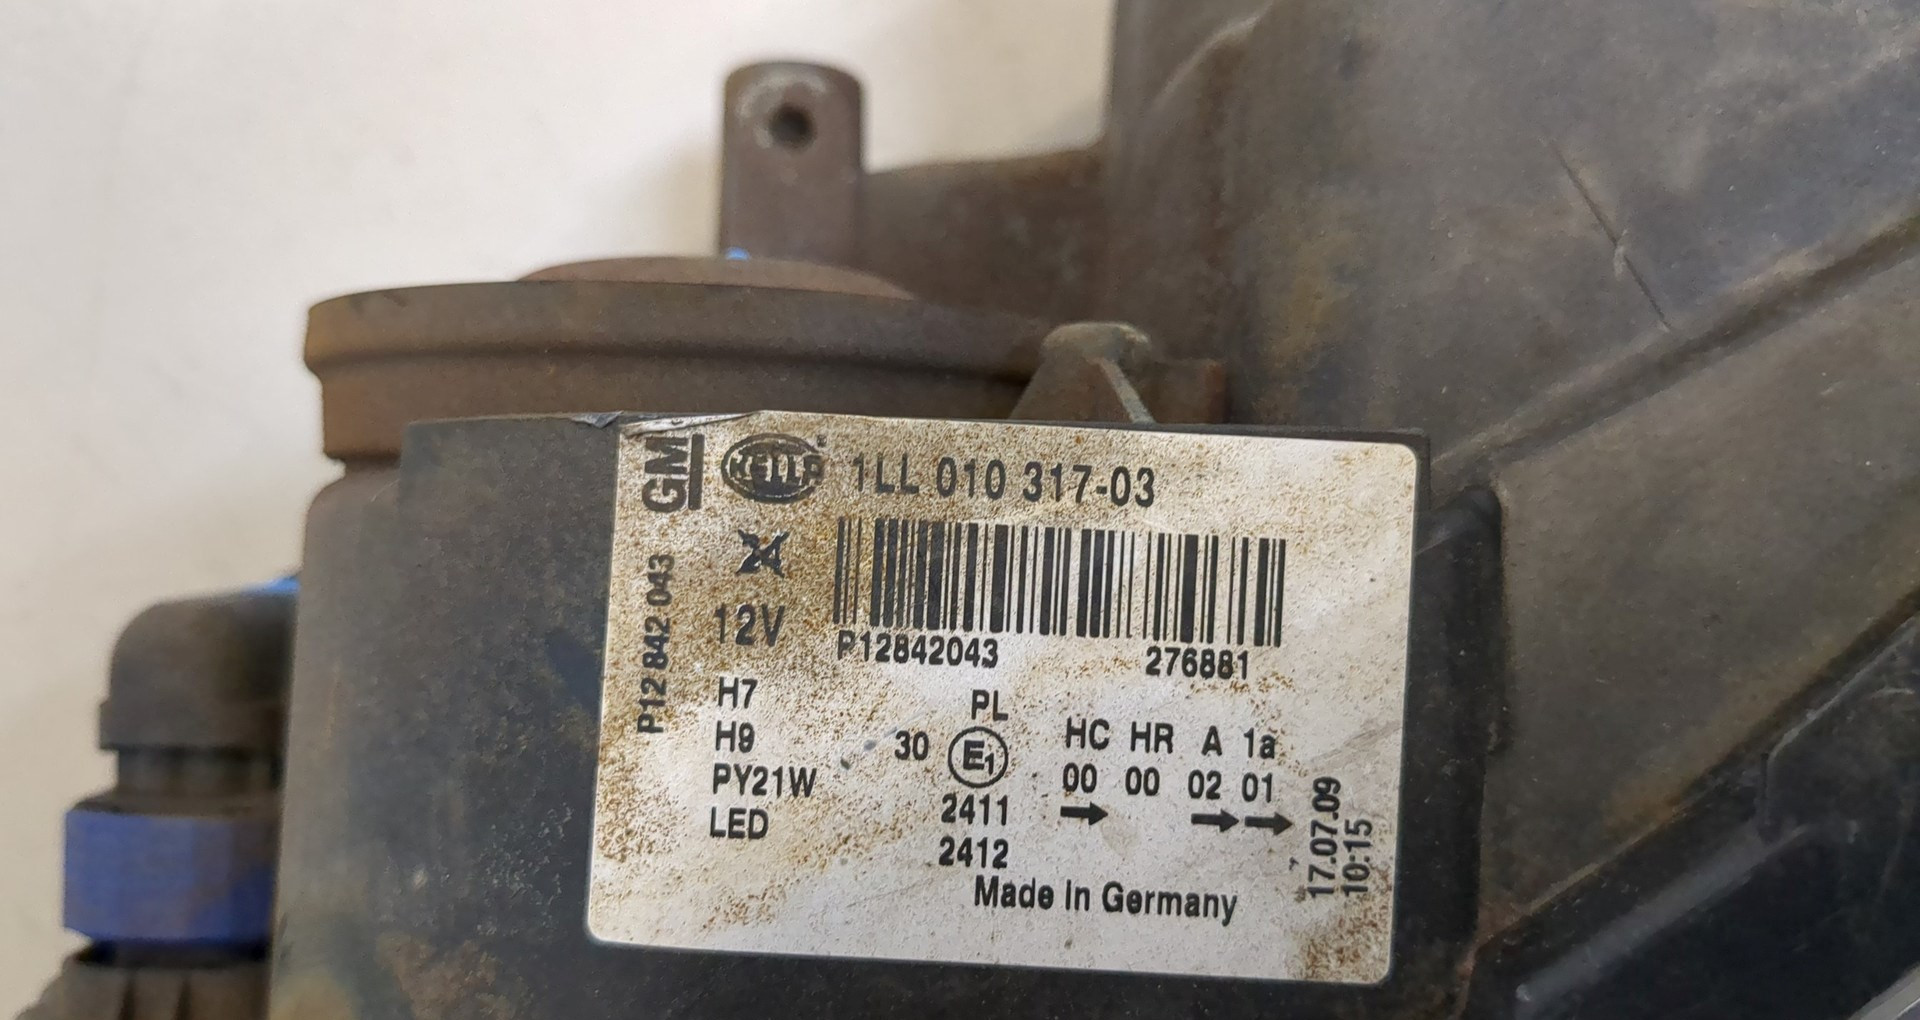 GM
HELLA
1LL 010 317-03
24
12V
P12 842 043
P12842043 276881
H7
H9
PY21W
LED
PL
30 E1
2411
2412
HC HR A 1a
00 00 02 01
→ → →
Made In Germany
17.07.09
10:15